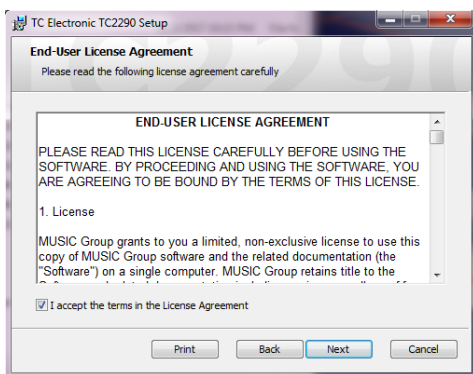 TC Electronic TC2290 Setup
End-User License Agreement
Please read the following license agreement carefully
END-USER LICENSE AGREEMENT
PLEASE READ THIS LICENSE CAREFULLY BEFORE USING THE
SOFTWARE. BY PROCEEDING AND USING THE SOFTWARE, YOU
ARE AGREEING TO BE BOUND BY THE TERMS OF THIS LICENSE.
1. License
MUSIC Group grants to you a limited, non-exclusive license to use this
copy of MUSIC Group software and the related documentation (the
"Software") on a single computer. MUSIC Group retains title to the
I accept the terms in the License Agreement
Print
Back
Next
Cancel